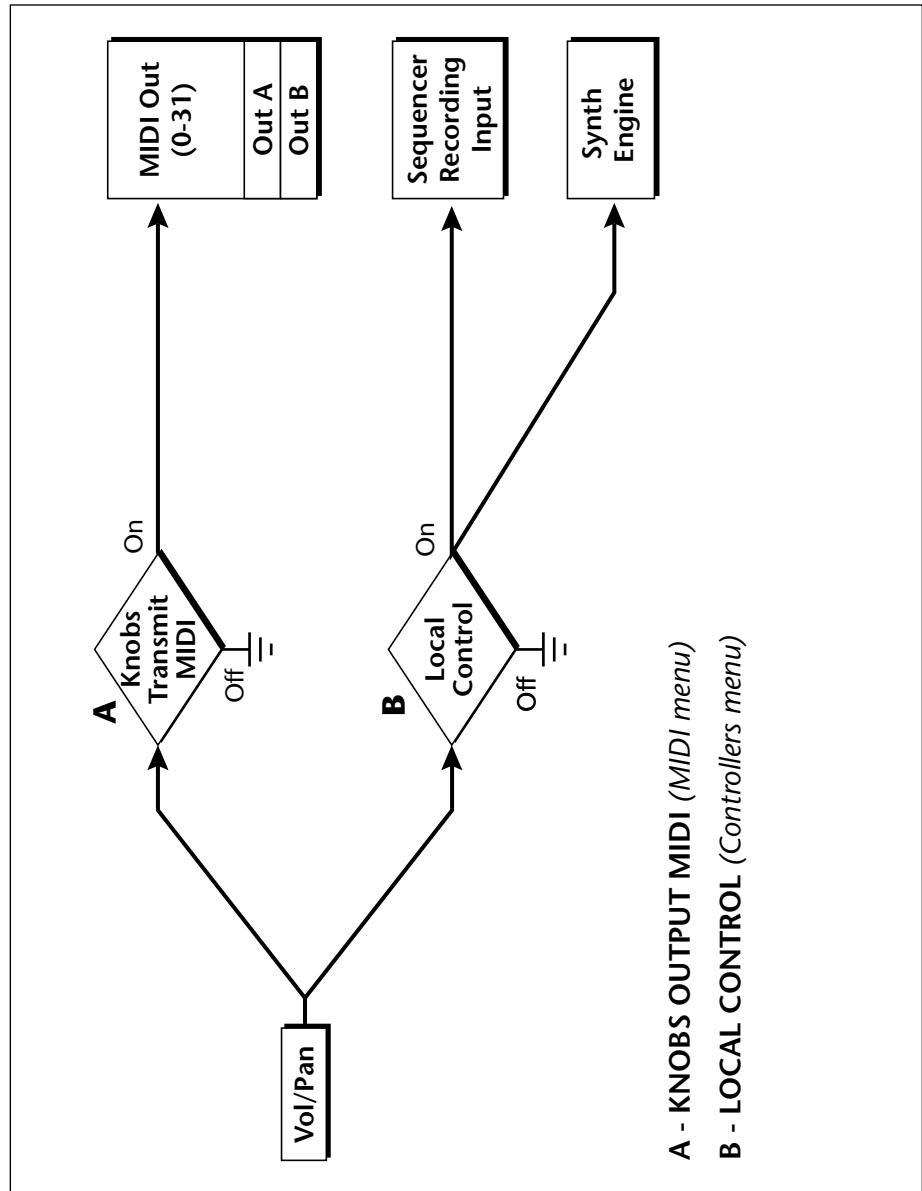 Vol/Pan
A
Knobs
Transmit
MIDI
On
Off
MIDI Out
(0-31)
Out A
Out B
B
Local
Control
On
Off
Sequencer
Recording
Input
Synth
Engine
A - KNOBS OUTPUT MIDI (MIDI menu)
B - LOCAL CONTROL (Controllers menu)